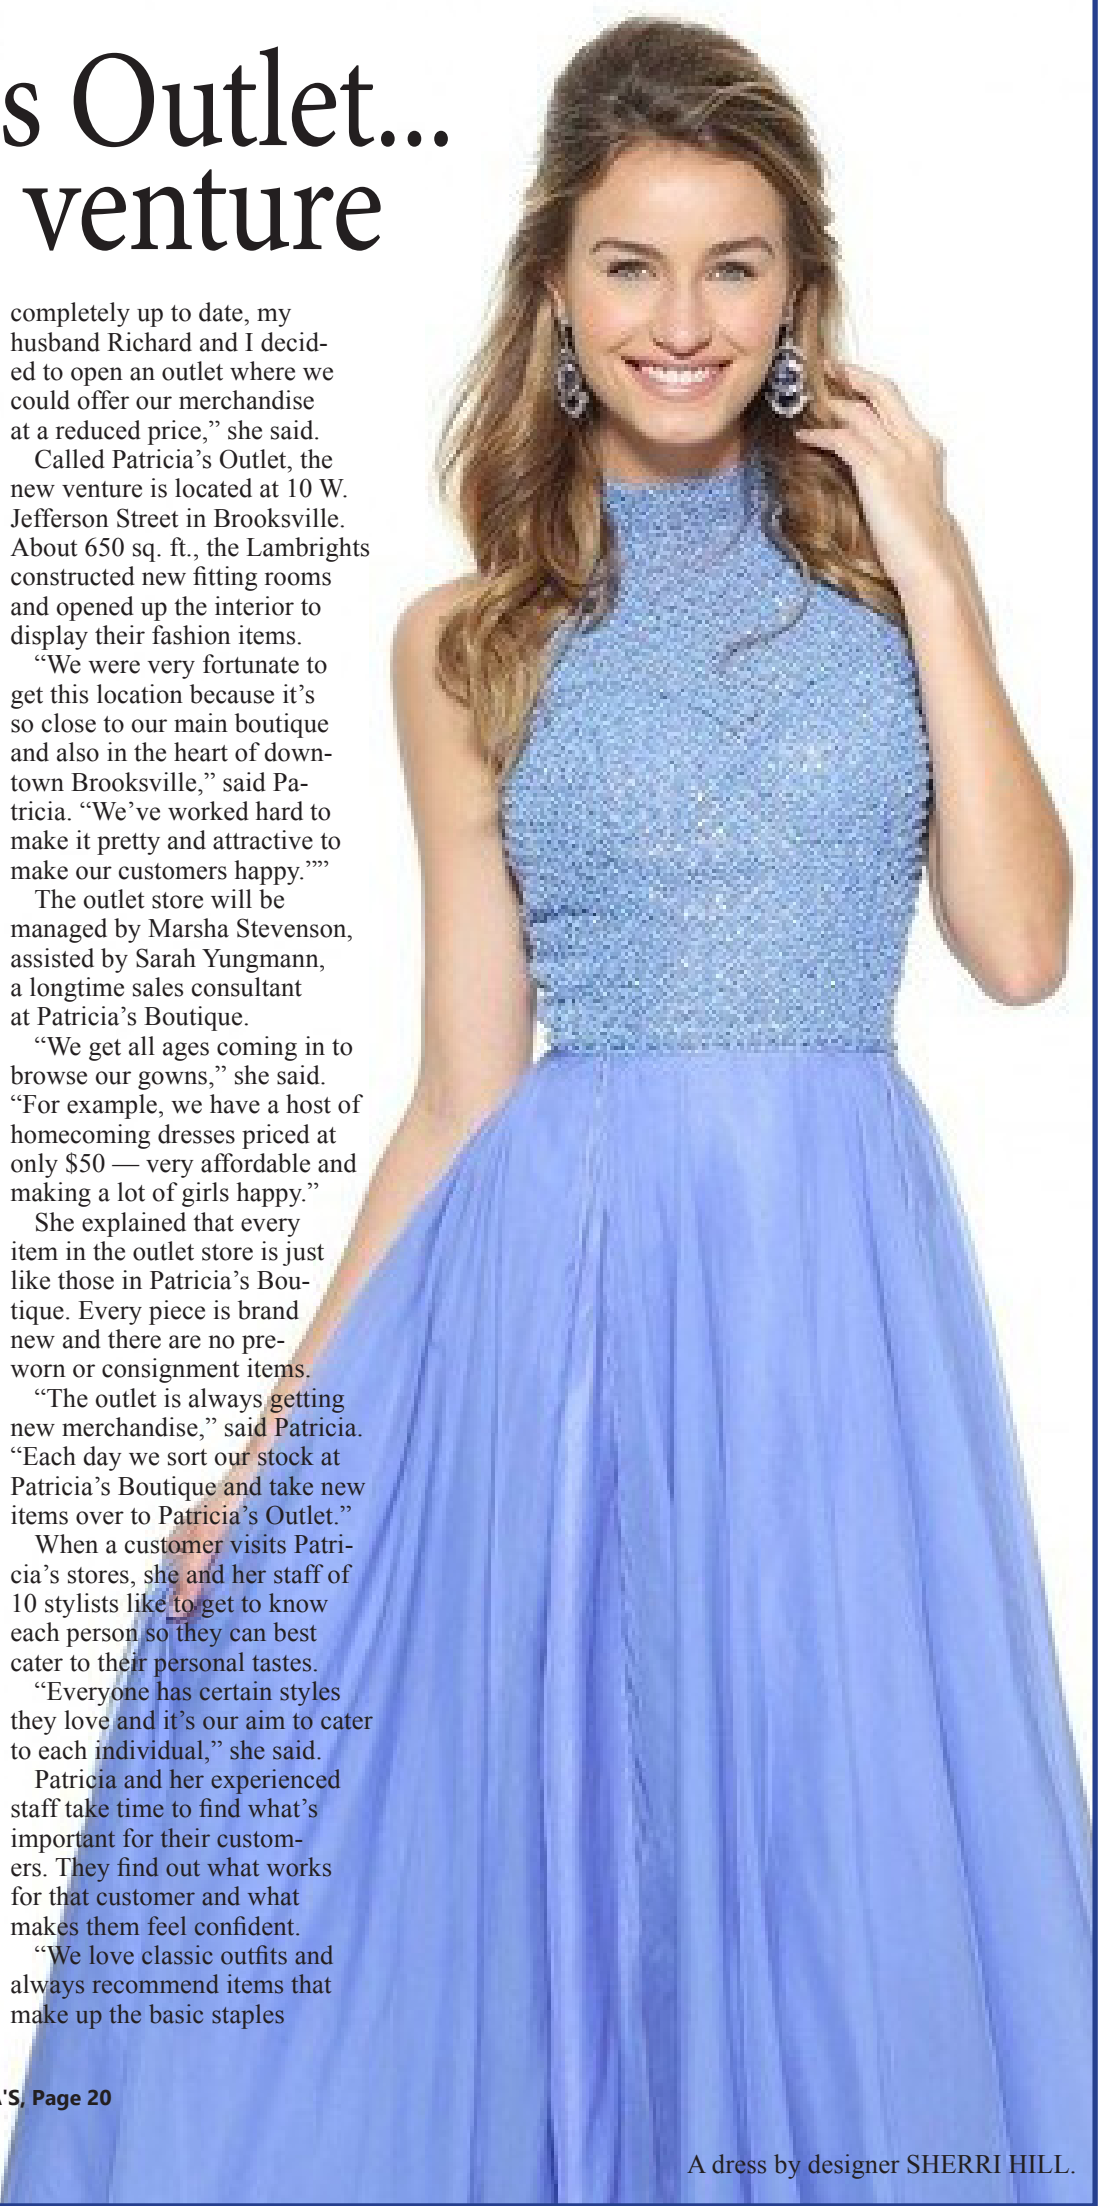 s Outlet...
venture
completely up to date, my
husband Richard and I decid-
ed to open an outlet where we
could offer our merchandise
at a reduced price,” she said.
Called Patricia’s Outlet, the
new venture is located at 10 W.
Jefferson Street in Brooksville.
About 650 sq. ft., the Lambrights
constructed new fitting rooms
and opened up the interior to
display their fashion items.
“We were very fortunate to
get this location because it’s
so close to our main boutique
and also in the heart of down-
town Brooksville,” said Pa-
tricia. “We’ve worked hard to
make it pretty and attractive to
make our customers happy.””
The outlet store will be
managed by Marsha Stevenson,
assisted by Sarah Yungmann,
a longtime sales consultant
at Patricia’s Boutique.
“We get all ages coming in to
browse our gowns,” she said.
“For example, we have a host of
homecoming dresses priced at
only $50 — very affordable and
making a lot of girls happy.”
She explained that every
item in the outlet store is just
like those in Patricia’s Bou-
tique. Every piece is brand
new and there are no pre-
worn or consignment items.
“The outlet is always getting
new merchandise,” said Patricia.
“Each day we sort our stock at
Patricia’s Boutique and take new
items over to Patricia’s Outlet.”
When a customer visits Patri-
cia’s stores, she and her staff of
10 stylists like to get to know
each person so they can best
cater to their personal tastes.
“Everyone has certain styles
they love and it’s our aim to cater
to each individual,” she said.
Patricia and her experienced
staff take time to find what’s
important for their custom-
ers. They find out what works
for that customer and what
makes them feel confident.
“We love classic outfits and
always recommend items that
make up the basic staples
'S, Page 20
A dress by designer SHERRI HILL.